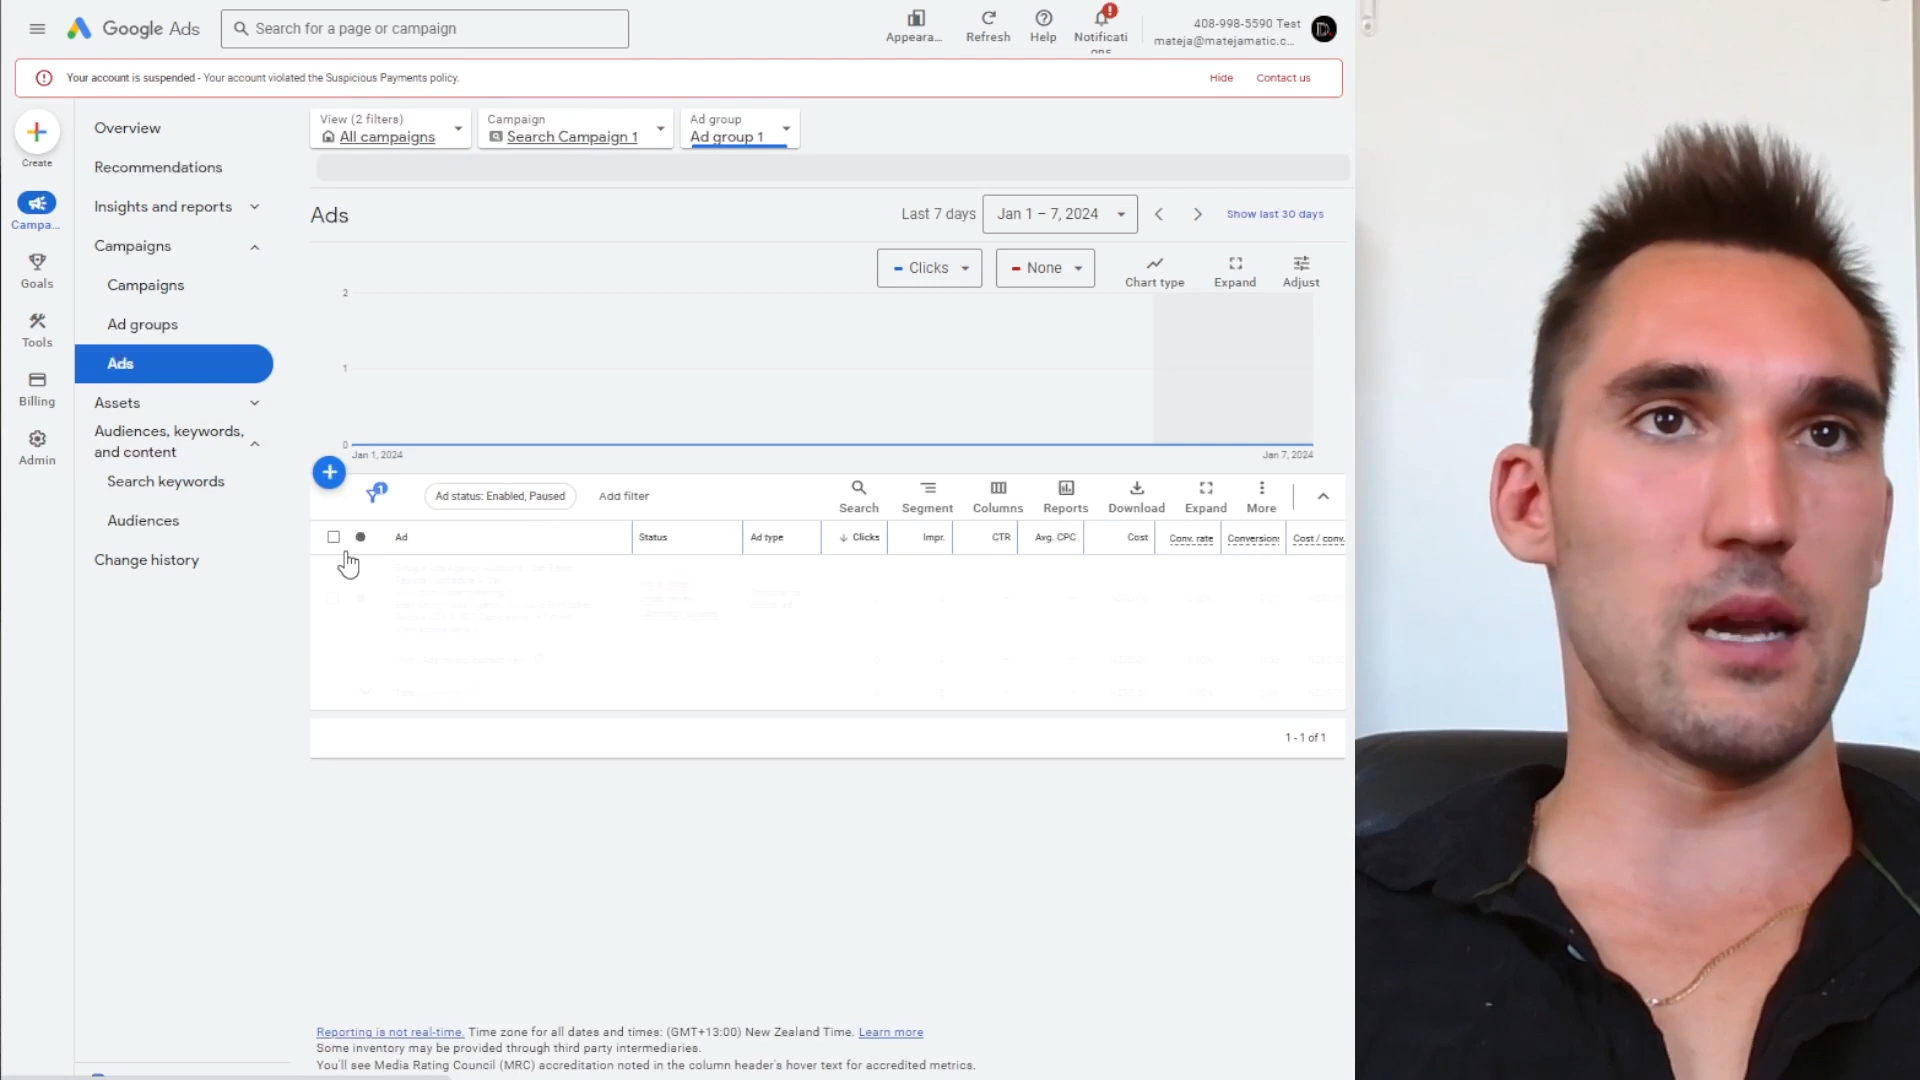 Google Ads
Search for a page or campaign
Appeara...
Refresh
Help
Notificati
ons
408-998-5590 Test
mateja@matejamatic.c...
Your account is suspended - Your account violated the Suspicious Payments policy.
Hide
Contact us
Create
Campa...
Goals
Tools
Billing
Admin
Overview
Recommendations
Insights and reports
Campaigns
Campaigns
Ad groups
Ads
Assets
Audiences, keywords,
and content
Search keywords
Audiences
Change history
View (2 filters)
All campaigns
Campaign
Search Campaign 1
Ad group
Ad group 1
Ads
Last 7 days
Jan 1 – 7, 2024
Show last 30 days
Clicks
None
Chart type
Expand
Adjust
2
1
0
Jan 1, 2024
Jan 7, 2024
1
Ad status: Enabled, Paused
Add filter
Search
Segment
Columns
Reports
Download
Expand
More
Ad
Status
Ad type
Clicks
Impr.
CTR
Avg. CPC
Cost
Conv. rate
Conversions
Cost / conv.
1 - 1 of 1
Reporting is not real-time. Time zone for all dates and times: (GMT+13:00) New Zealand Time. Learn more
Some inventory may be provided through third party intermediaries.
You'll see Media Rating Council (MRC) accreditation noted in the column header's hover text for accredited metrics.